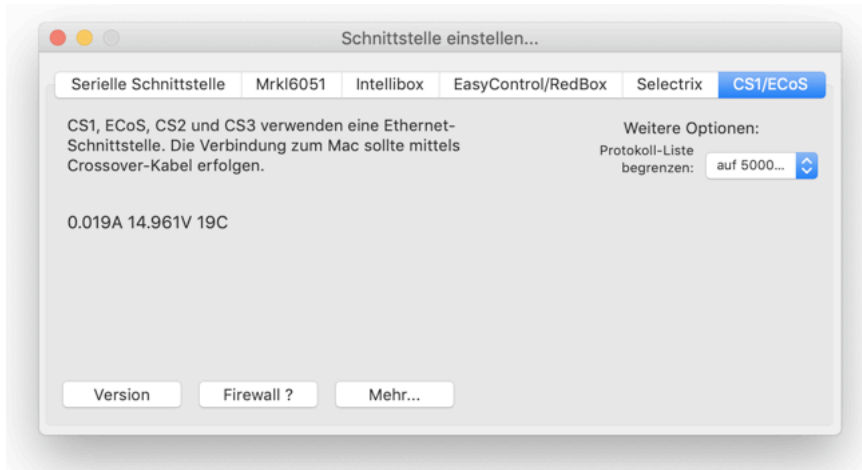 Schnittstelle einstellen...
Serielle Schnittstelle Mrkl6051 Intellibox EasyControl/RedBox Selectrix CS1/ECoS
CS1, ECoS, CS2 und CS3 verwenden eine Ethernet-
Schnittstelle. Die Verbindung zum Mac sollte mittels
Crossover-Kabel erfolgen.
Weitere Optionen:
Protokoll-Liste
begrenzen: auf 5000...
0.019A 14.961V 19C
Version Firewall ? Mehr...